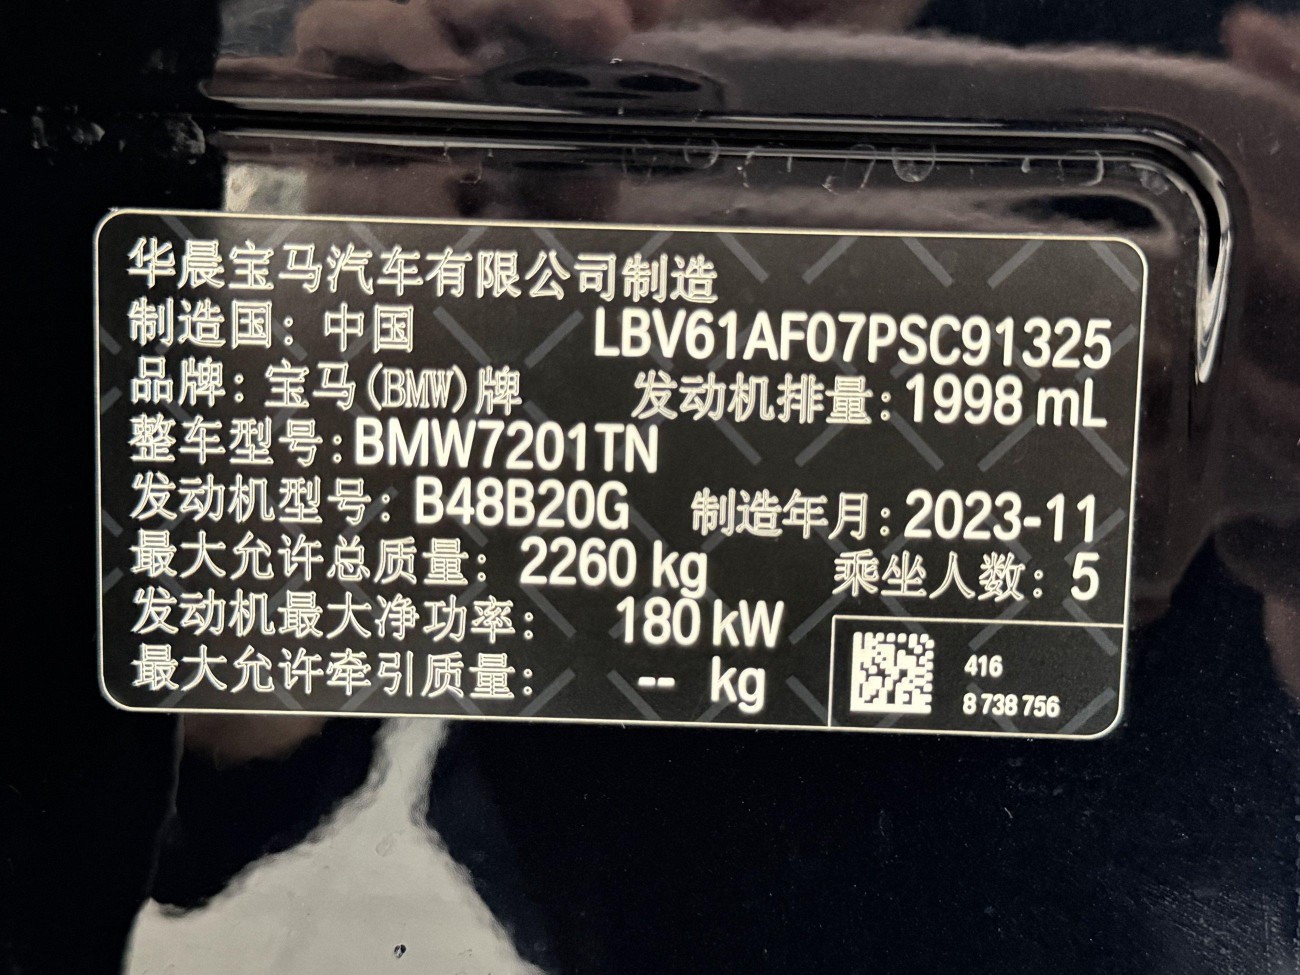 华晨宝马汽车有限公司制造
制造国：中国 LBV61AF07PSC91325
品牌：宝马(BMW)牌 发动机排量：1998 mL
整车型号：BMW7201TN
发动机型号：B48B20G 制造年月：2023-11
最大允许总质量：2260 kg 乘坐人数：5
发动机最大净功率： 180 kW
最大允许牵引质量： -- kg
416
8 738 756